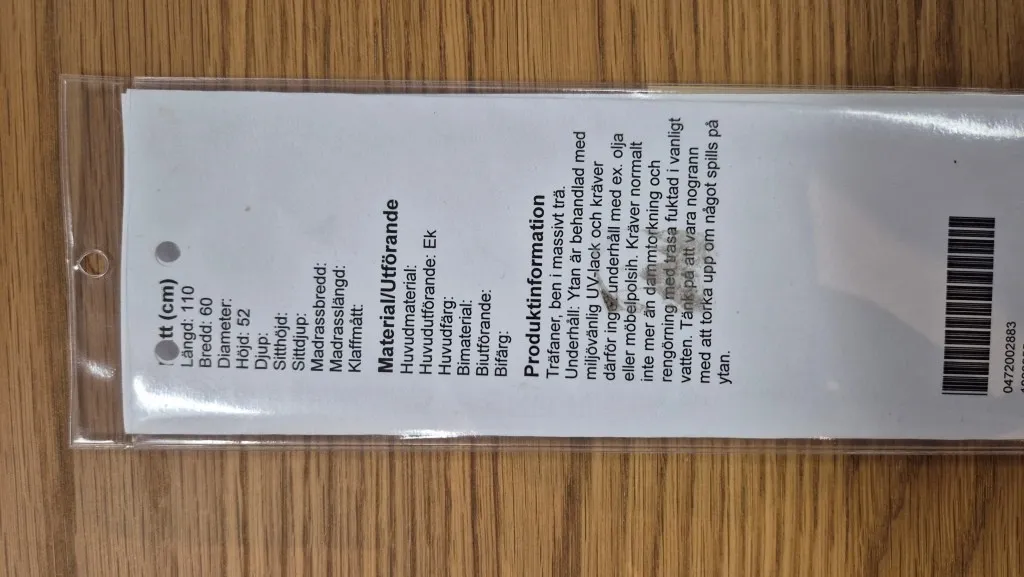 tt (cm)
Längd: 110
Bredd: 60
Diameter:
Höjd: 52
Djup:
Sitthöjd:
Sittdjup:
Madrassbredd:
Madrasslängd:
Klaffmått:
Material/Utförande
Huvudmaterial:
Huvudutförande: Ek
Huvudfärg:
Bimaterial:
Biutförande:
Bifärg:
Produktinformation
Träfaner, ben i massivt trä.
Underhåll: Ytan är behandlad med
miljövänlig UV-lack och kräver
därför inget underhåll med ex. olja
eller möbelpolsih. Kräver normalt
inte mer än dammtorkning och
rengörning med trasa fuktad i vanligt
vatten. Tänk på att vara nogrann
med att torka upp om något spills på
ytan.
0472002883